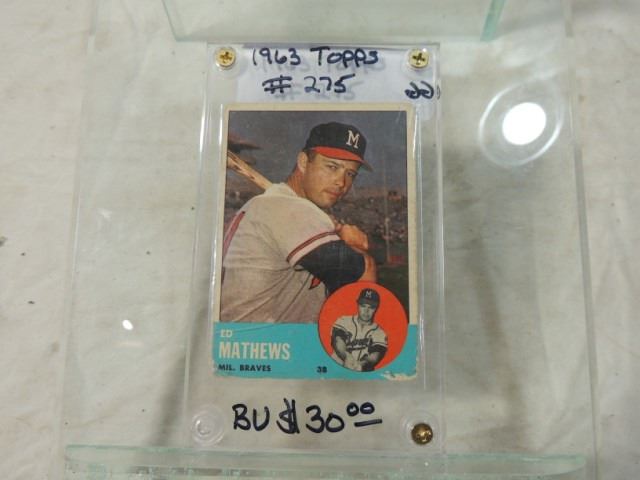 1963 TOPPS
# 275
M
ED
MATHEWS
MIL. BRAVES 3B
BU $30.00